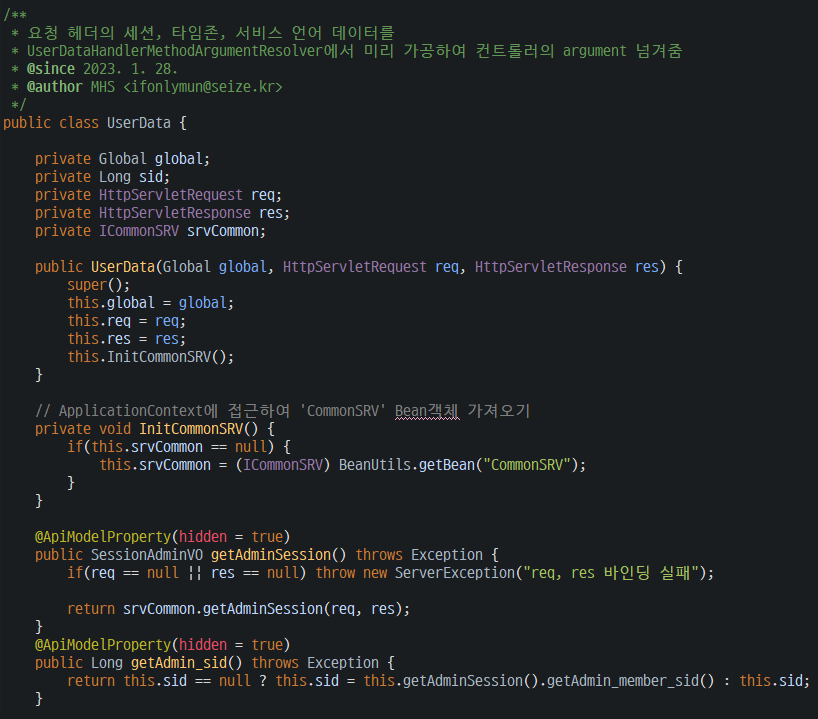 /**
 * 요청 헤더의 세션, 타임존, 서비스 언어 데이터를
 * UserDataHandlerMethodArgumentResolver에서 미리 가공하여 컨트롤러의 argument 넘겨줌
 * @since 2023. 1. 28.
 * @author MHS <ifonlymun@seize.kr>
 */
public class UserData {

    private Global global;
    private Long sid;
    private HttpServletRequest req;
    private HttpServletResponse res;
    private ICommonSRV srvCommon;

    public UserData(Global global, HttpServletRequest req, HttpServletResponse res) {
        super();
        this.global = global;
        this.req = req;
        this.res = res;
        this.InitCommonSRV();
    }

    // ApplicationContext에 접근하여 'CommonSRV' Bean객체 가져오기
    private void InitCommonSRV() {
        if(this.srvCommon == null) {
            this.srvCommon = (ICommonSRV) BeanUtils.getBean("CommonSRV");
        }
    }

    @ApiModelProperty(hidden = true)
    public SessionAdminVO getAdminSession() throws Exception {
        if(req == null || res == null) throw new ServerException("req, res 바인딩 실패");

        return srvCommon.getAdminSession(req, res);
    }
    @ApiModelProperty(hidden = true)
    public Long getAdmin_sid() throws Exception {
        return this.sid == null ? this.sid = this.getAdminSession().getAdmin_member_sid() : this.sid;
    }